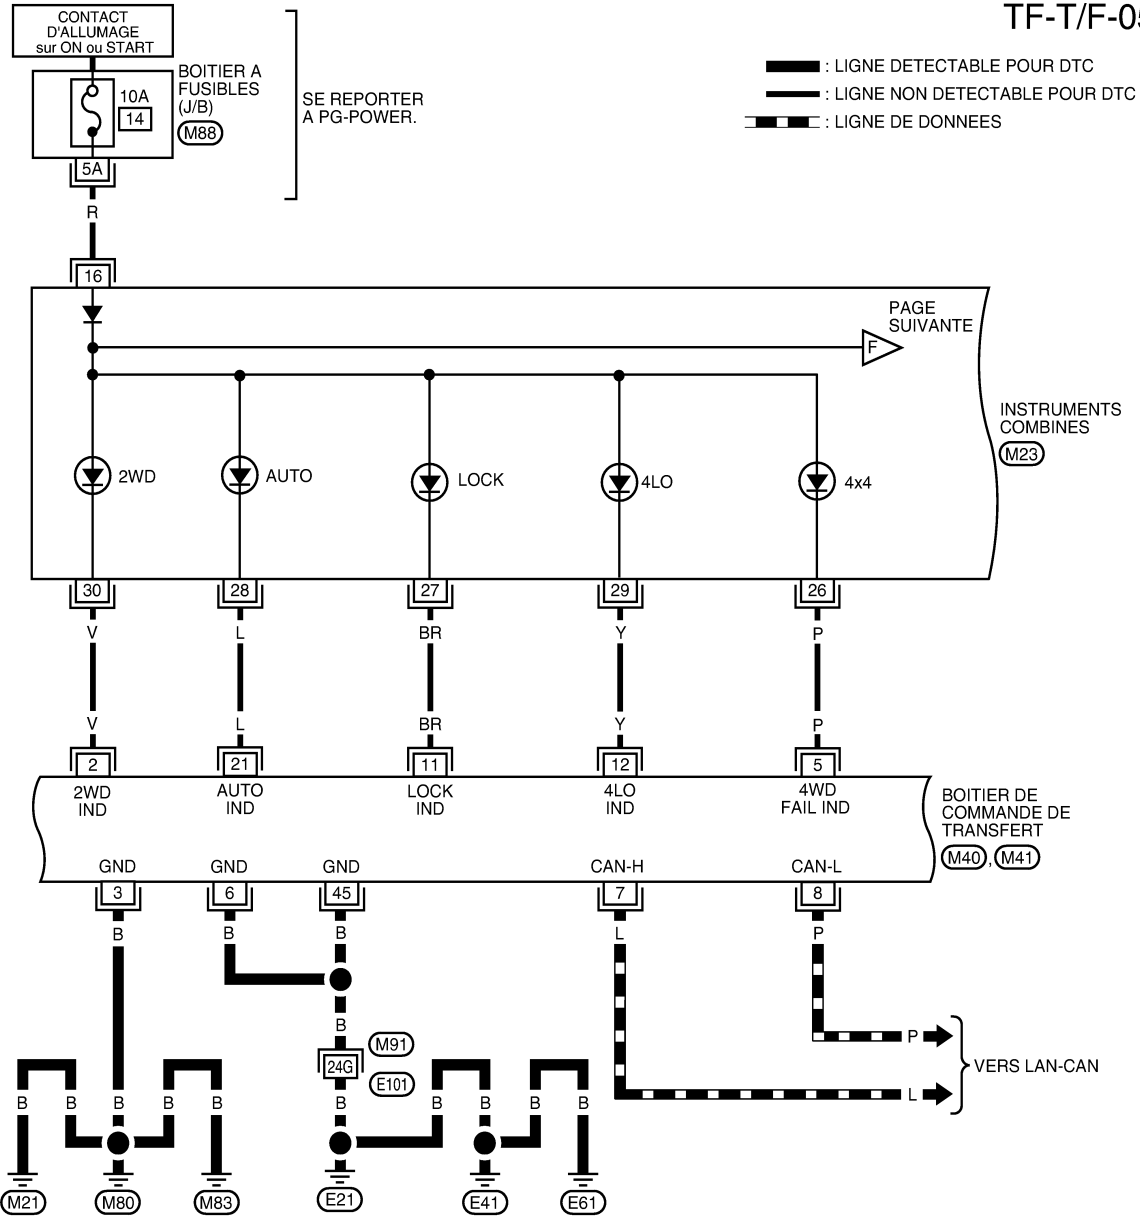 TF-T/F-05
CONTACT
D'ALLUMAGE
sur ON ou START
BOITIER A
FUSIBLES
(J/B)
M88
10A
14
5A
R
SE REPORTER
A PG-POWER.
: LIGNE DETECTABLE POUR DTC
: LIGNE NON DETECTABLE POUR DTC
: LIGNE DE DONNEES
16
PAGE
SUIVANTE
F
INSTRUMENTS
COMBINES
M23
2WD
AUTO
LOCK
4LO
4x4
30 28 27 29 26
V L BR Y P
V L BR Y P
2 21 11 12 5
2WD
IND
AUTO
IND
LOCK
IND
4LO
IND
4WD
FAIL IND
BOITIER DE
COMMANDE DE
TRANSFERT
M40 , M41
GND GND GND CAN-H CAN-L
3 6 45 7 8
B B B L P
B
M91
24G
E101
P
L
VERS LAN-CAN
B B B B B B B B B B
M21 M80 M83 E21 E41 E61